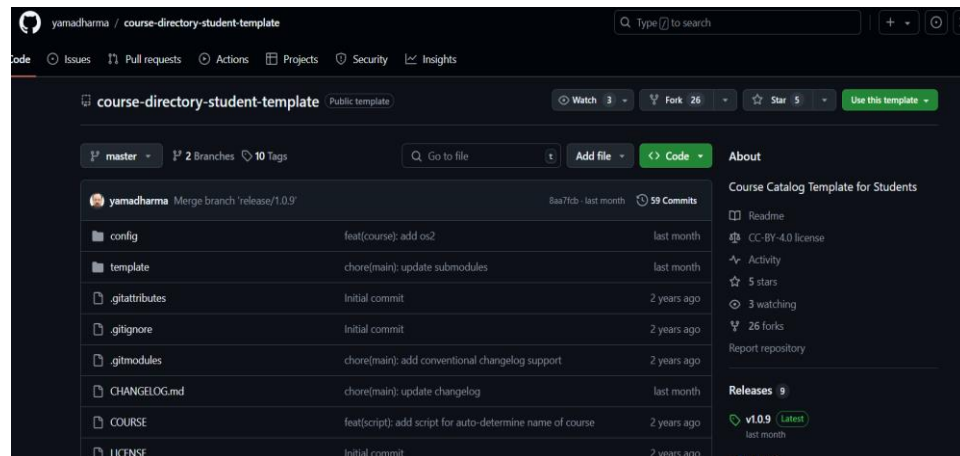 yamadharma / course-directory-student-template
Type / to search
Code
Issues
Pull requests
Actions
Projects
Security
Insights
course-directory-student-template Public template
Watch 3
Fork 26
Star 5
Use this template
master
2 Branches
10 Tags
Go to file
t
Add file
<> Code
yamadharma Merge branch 'release/1.0.9' 8aa7fcb · last month 59 Commits
config feat(course): add os2 last month
template chore(main): update submodules last month
.gitattributes Initial commit 2 years ago
.gitignore Initial commit 2 years ago
.gitmodules chore(main): add conventional changelog support 2 years ago
CHANGELOG.md chore(main): update changelog last month
COURSE feat(script): add script for auto-determine name of course 2 years ago
LICENSE Initial commit 2 years ago
About
Course Catalog Template for Students
Readme
CC-BY-4.0 license
Activity
5 stars
3 watching
26 forks
Report repository
Releases 9
v1.0.9 Latest
last month